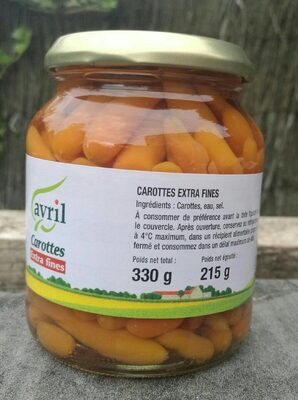 avril
Carottes
Extra fines
CAROTTES EXTRA FINES
Ingrédients : Carottes, eau, sel.
À consommer de préférence avant la date figurant
le couvercle. Après ouverture, conservez au
à 4°C maximum, dans un récipient alimentaire
fermé et consommez dans un délai maximum de
Poids net total :
330 g
Poids net égoutté :
215 g